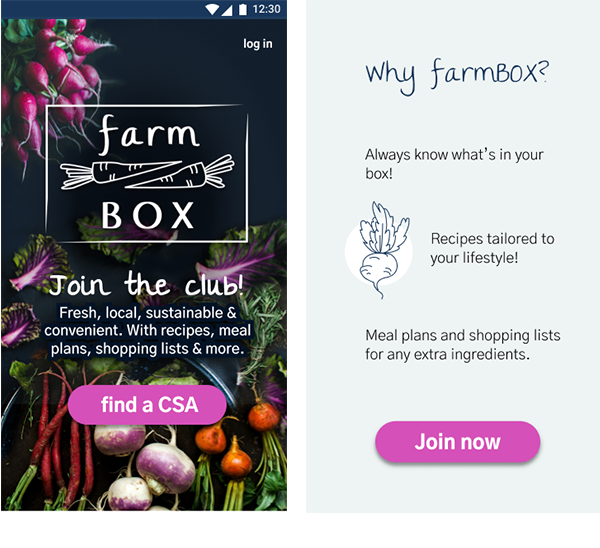 12:30
log in
farm
BOX
Join the club!
Fresh, local, sustainable &
convenient. With recipes, meal
plans, shopping lists & more.
find a CSA
Why farmBOX?
Always know what's in your
box!
Recipes tailored to
your lifestyle!
Meal plans and shopping lists
for any extra ingredients.
Join now